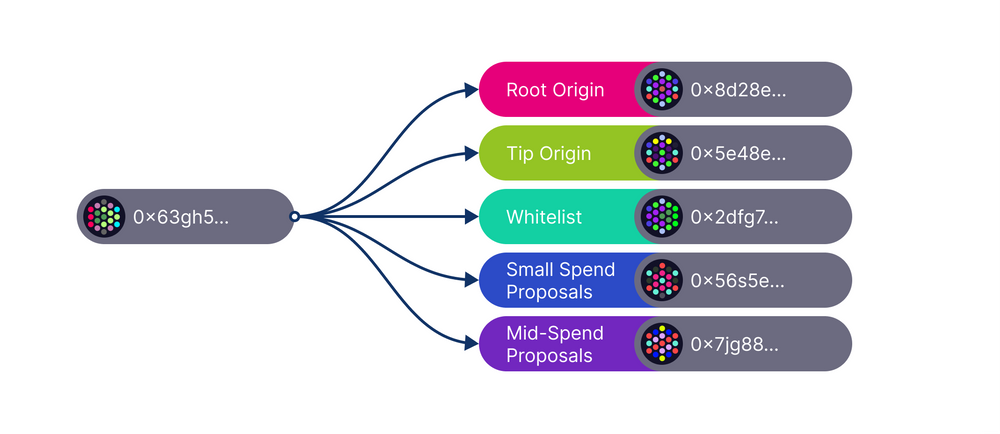 0×63gh5...
Root Origin
0×8d28e...
Tip Origin
0×5e48e...
Whitelist
0×2dfg7...
Small Spend
Proposals
0×56s5e...
Mid-Spend
Proposals
0×7jg88...